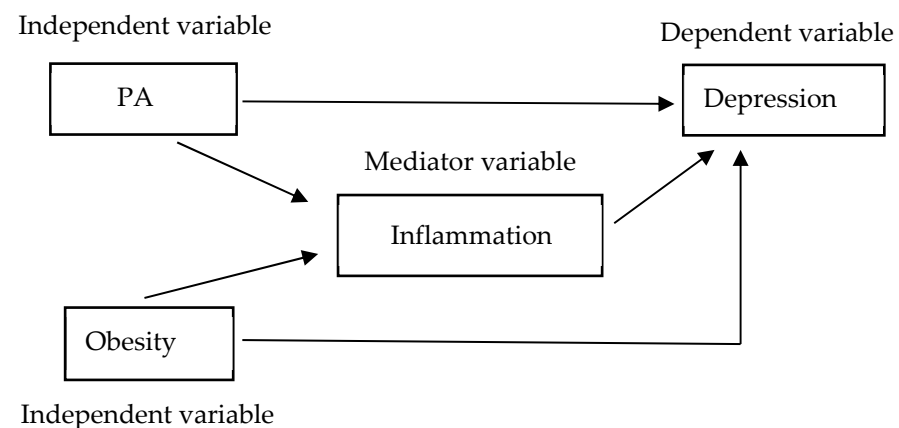 Independent variable
Dependent variable
PA
Depression
Mediator variable
Inflammation
Obesity
Independent variable